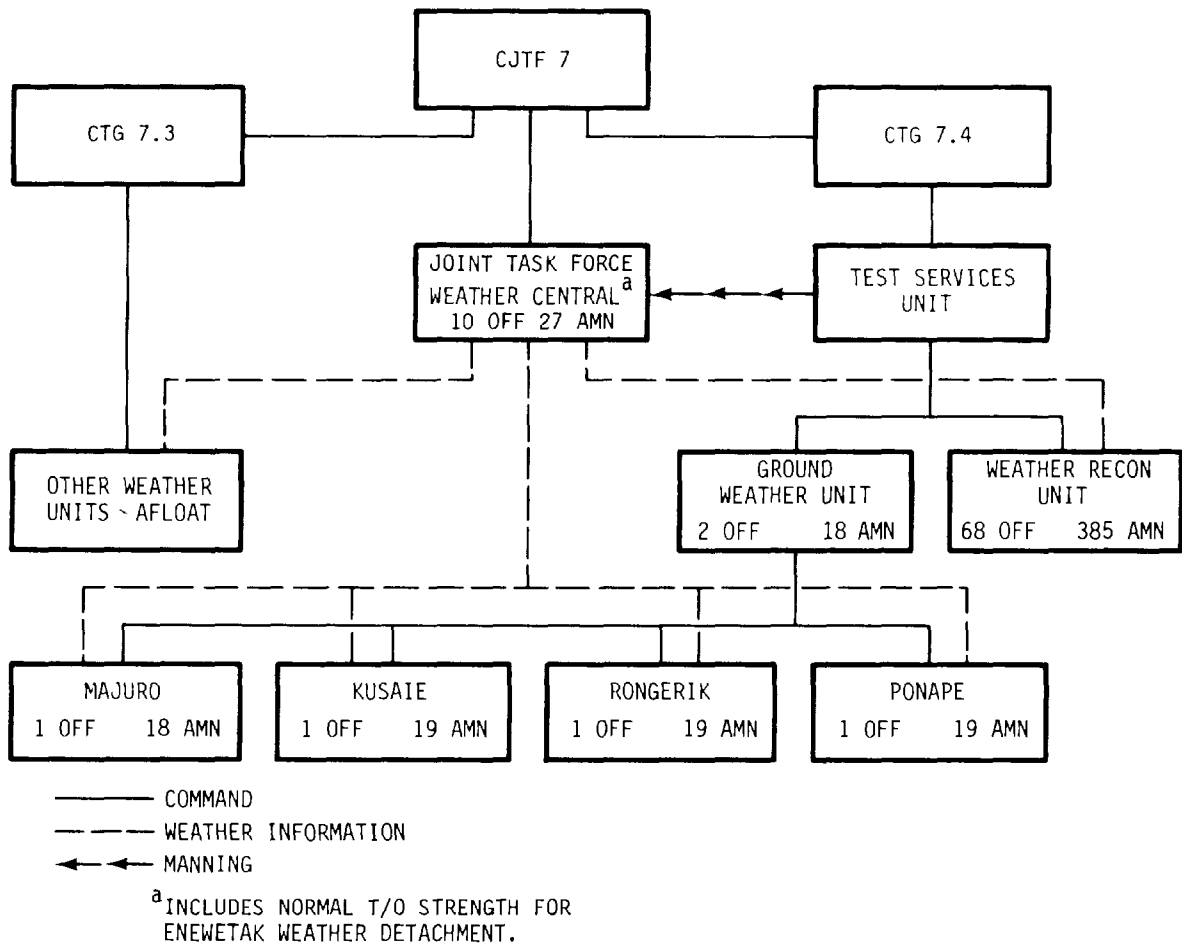 CJTF 7
CTG 7.3
CTG 7.4
JOINT TASK FORCE
WEATHER CENTRAL a
10 OFF 27 AMN
TEST SERVICES
UNIT
OTHER WEATHER
UNITS - AFLOAT
GROUND
WEATHER UNIT
2 OFF 18 AMN
WEATHER RECON
UNIT
68 OFF 385 AMN
MAJURO
1 OFF 18 AMN
KUSAIE
1 OFF 19 AMN
RONGERIK
1 OFF 19 AMN
PONAPE
1 OFF 19 AMN
COMMAND
WEATHER INFORMATION
MANNING
a INCLUDES NORMAL T/O STRENGTH FOR
ENEWETAK WEATHER DETACHMENT.